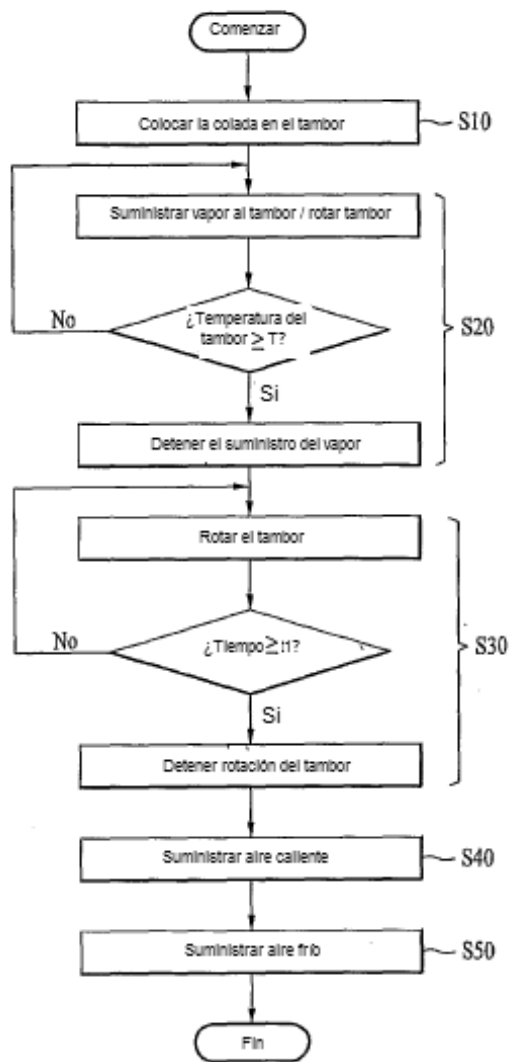 Comenzar
Colocar la colada en el tambor
S10
Suministrar vapor al tambor / rotar tambor
No
¿Temperatura del
tambor ≥ T?
S20
Si
Detener el suministro del vapor
Rotar el tambor
No
¿Tiempo ≥ t1?
S30
Si
Detener rotación del tambor
Suministrar aire caliente
S40
Suministrar aire frío
S50
Fin